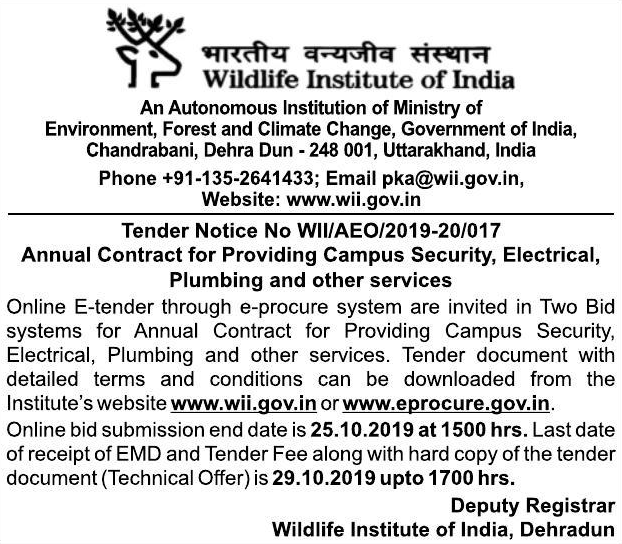 भारतीय वन्यजीव संस्थान
Wildlife Institute of India
An Autonomous Institution of Ministry of
Environment, Forest and Climate Change, Government of India,
Chandrabani, Dehra Dun - 248 001, Uttarakhand, India
Phone +91-135-2641433; Email pka@wii.gov.in,
Website: www.wii.gov.in
Tender Notice No WII/AEO/2019-20/017
Annual Contract for Providing Campus Security, Electrical,
Plumbing and other services
Online E-tender through e-procure system are invited in Two Bid
systems for Annual Contract for Providing Campus Security,
Electrical, Plumbing and other services. Tender document with
detailed terms and conditions can be downloaded from the
Institute's website www.wii.gov.in or www.eprocure.gov.in.
Online bid submission end date is 25.10.2019 at 1500 hrs. Last date
of receipt of EMD and Tender Fee along with hard copy of the tender
document (Technical Offer) is 29.10.2019 upto 1700 hrs.
Deputy Registrar
Wildlife Institute of India, Dehradun